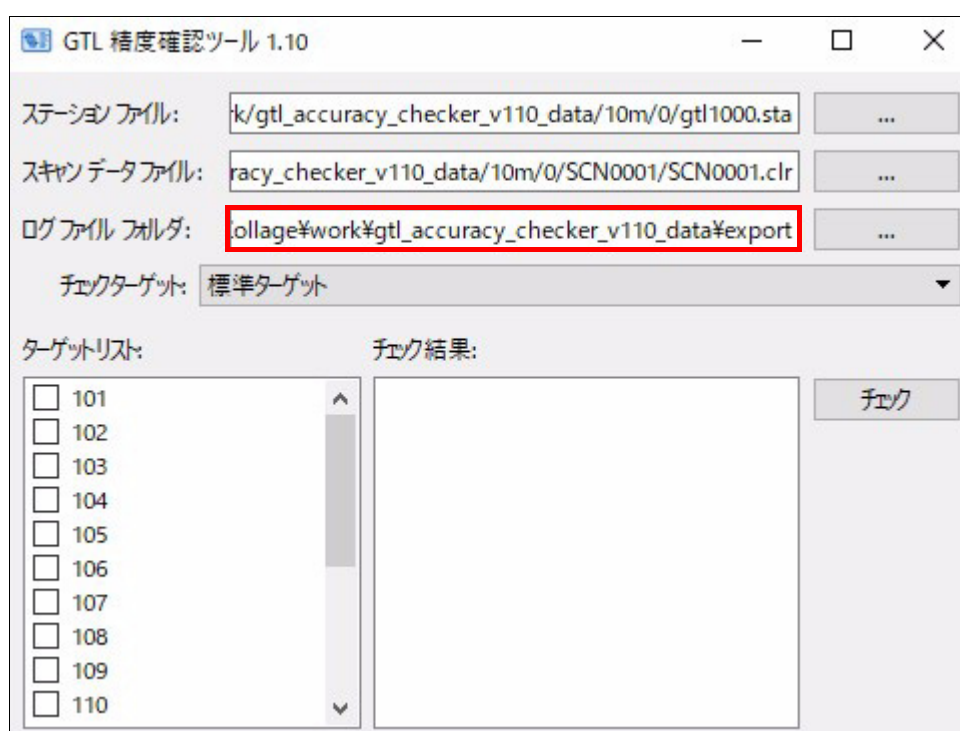 GTL 精度確認ツール 1.10
ステーション ファイル: k/gtl_accuracy_checker_v110_data/10m/0/gtl1000.sta ...
スキャン データ ファイル: racy_checker_v110_data/10m/0/SCN0001/SCN0001.clr ...
ログ ファイル フォルダ: ollage¥work¥gtl_accuracy_checker_v110_data¥export ...
チェックターゲット: 標準ターゲット
ターゲットリスト: チェック結果:
101 チェック
102
103
104
105
106
107
108
109
110